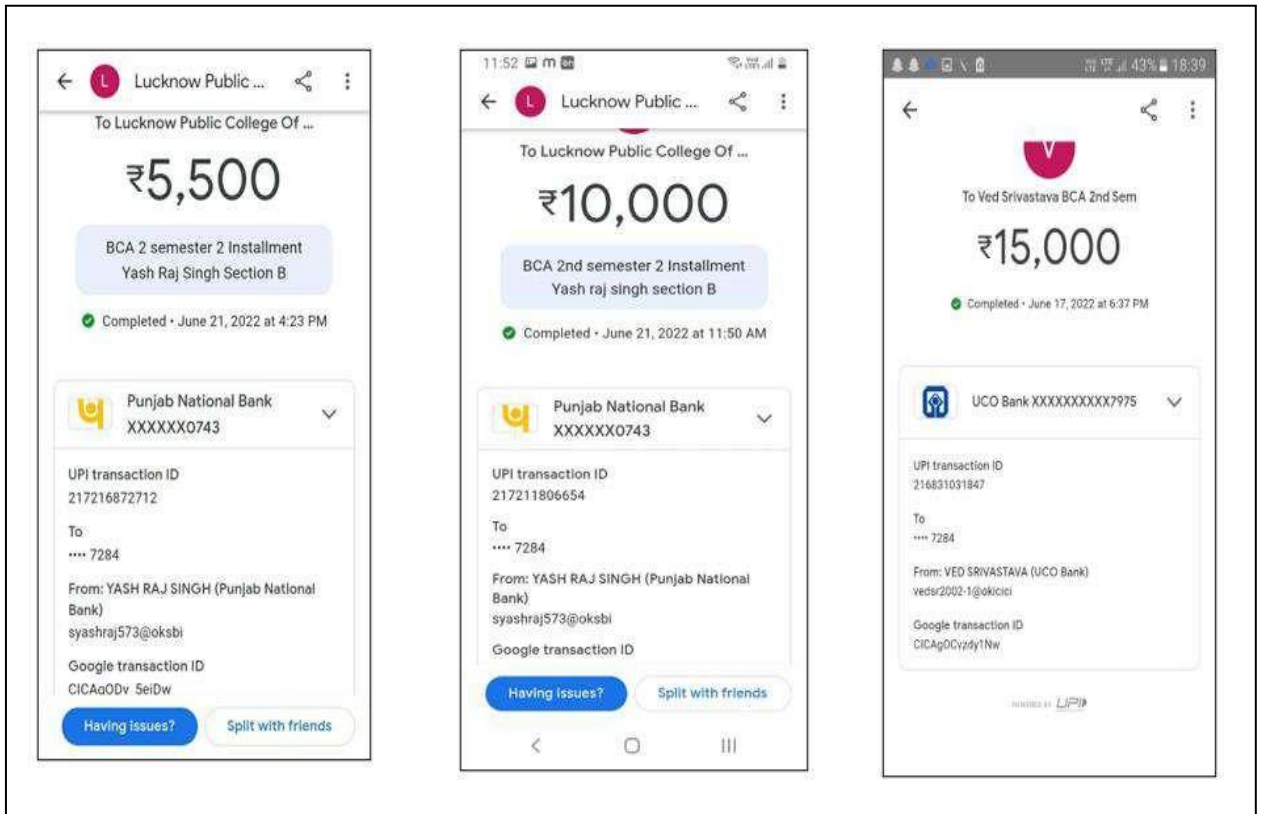 Lucknow Public ...
To Lucknow Public College Of ...
₹5,500
BCA 2 semester 2 Installment
Yash Raj Singh Section B
Completed • June 21, 2022 at 4:23 PM
Punjab National Bank
XXXXXX0743
UPI transaction ID
217216872712
To
•••• 7284
From: YASH RAJ SINGH (Punjab National
Bank)
syashraj573@oksbi
Google transaction ID
CICAgODv_5eiDw
Having issues?
Split with friends
11:52
L
Lucknow Public ...
To Lucknow Public College Of ...
₹10,000
BCA 2nd semester 2 Installment
Yash raj singh section B
Completed • June 21, 2022 at 11:50 AM
Punjab National Bank
XXXXXX0743
UPI transaction ID
217211806654
To
•••• 7284
From: YASH RAJ SINGH (Punjab National
Bank)
syashraj573@oksbi
Google transaction ID
Having issues?
Split with friends
43% 18:39
V
To Ved Srivastava BCA 2nd Sem
₹15,000
Completed • June 17, 2022 at 6:37 PM
UCO Bank XXXXXXXXXX7975
UPI transaction ID
216831031847
To
•••• 7284
From: VED SRIVASTAVA (UCO Bank)
vedsr2002-1@okicici
Google transaction ID
CICAgOCvzdy1Nw
POWERED BY UPI